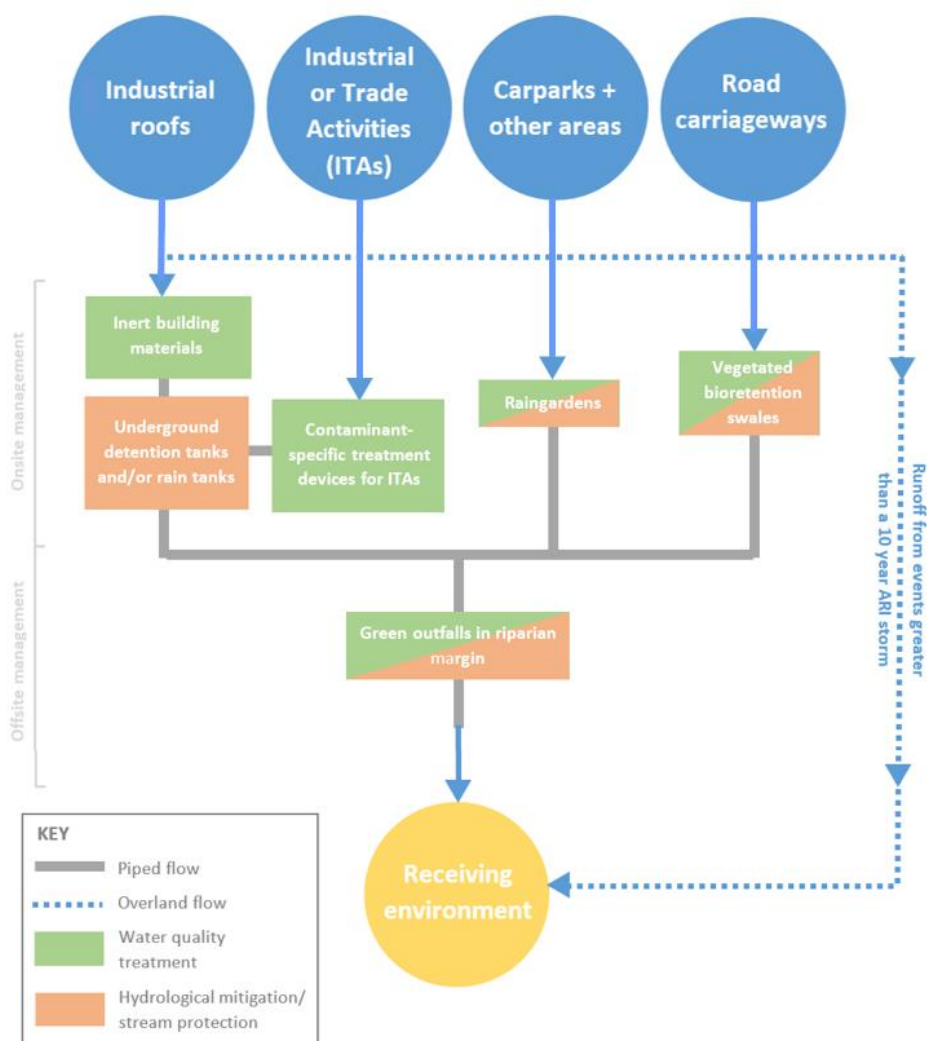 Industrial
roofs
Industrial
or Trade
Activities
(ITAs)
Carparks +
other areas
Road
carriageways
Onsite management
Inert building
materials
Underground
detention tanks
and/or rain tanks
Contaminant-
specific treatment
devices for ITAs
Raingardens
Vegetated
bioretention
swales
Runoff from events greater
than a 10 year ARI storm
Offsite management
Green outfalls in riparian
margin
Receiving
environment
KEY
Piped flow
Overland flow
Water quality
treatment
Hydrological mitigation/
stream protection